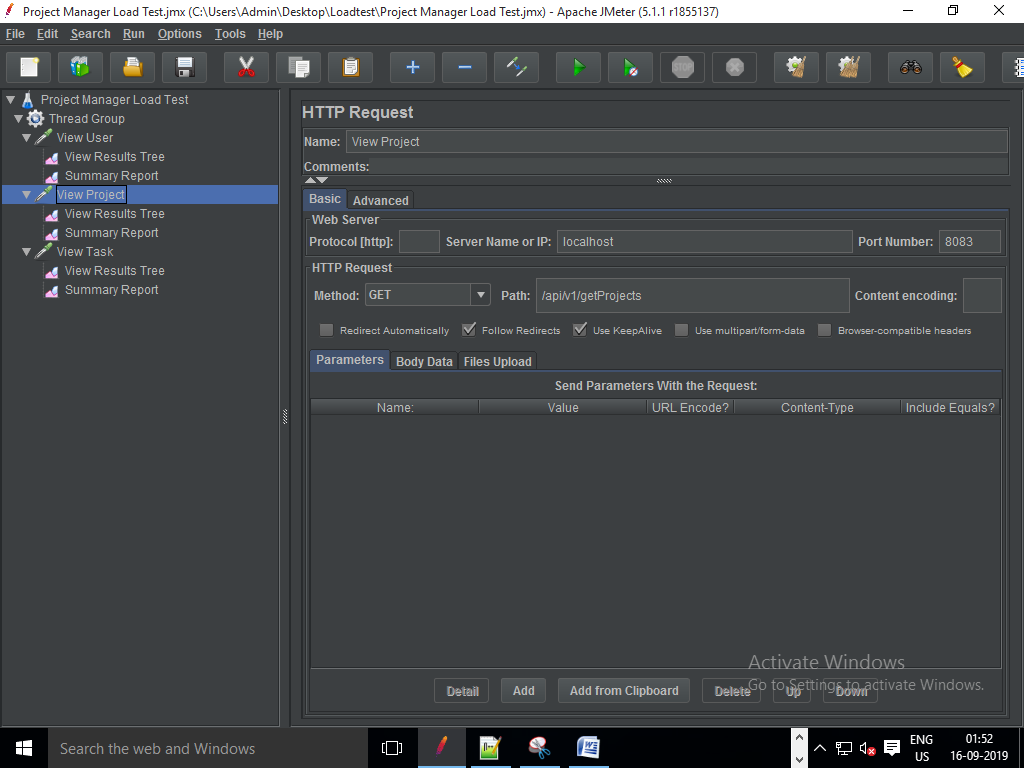 Project Manager Load Test.jmx (C:\Users\Admin\Desktop\Loadtest\Project Manager Load Test.jmx) - Apache JMeter (5.1.1 r1855137)
File Edit Search Run Options Tools Help
STOP
Project Manager Load Test
Thread Group
View User
View Results Tree
Summary Report
View Project
View Results Tree
Summary Report
View Task
View Results Tree
Summary Report
HTTP Request
Name: View Project
Comments:
Basic Advanced
Web Server
Protocol [http]: Server Name or IP: localhost Port Number: 8083
HTTP Request
Method: GET Path: /api/v1/getProjects Content encoding:
Redirect Automatically Follow Redirects Use KeepAlive Use multipart/form-data Browser-compatible headers
Parameters Body Data Files Upload
Send Parameters With the Request:
Name: Value URL Encode? Content-Type Include Equals?
Detail Add Add from Clipboard Delete Up Down
Activate Windows
Go to Settings to activate Windows.
Search the web and Windows
ENG
US
01:52
16-09-2019